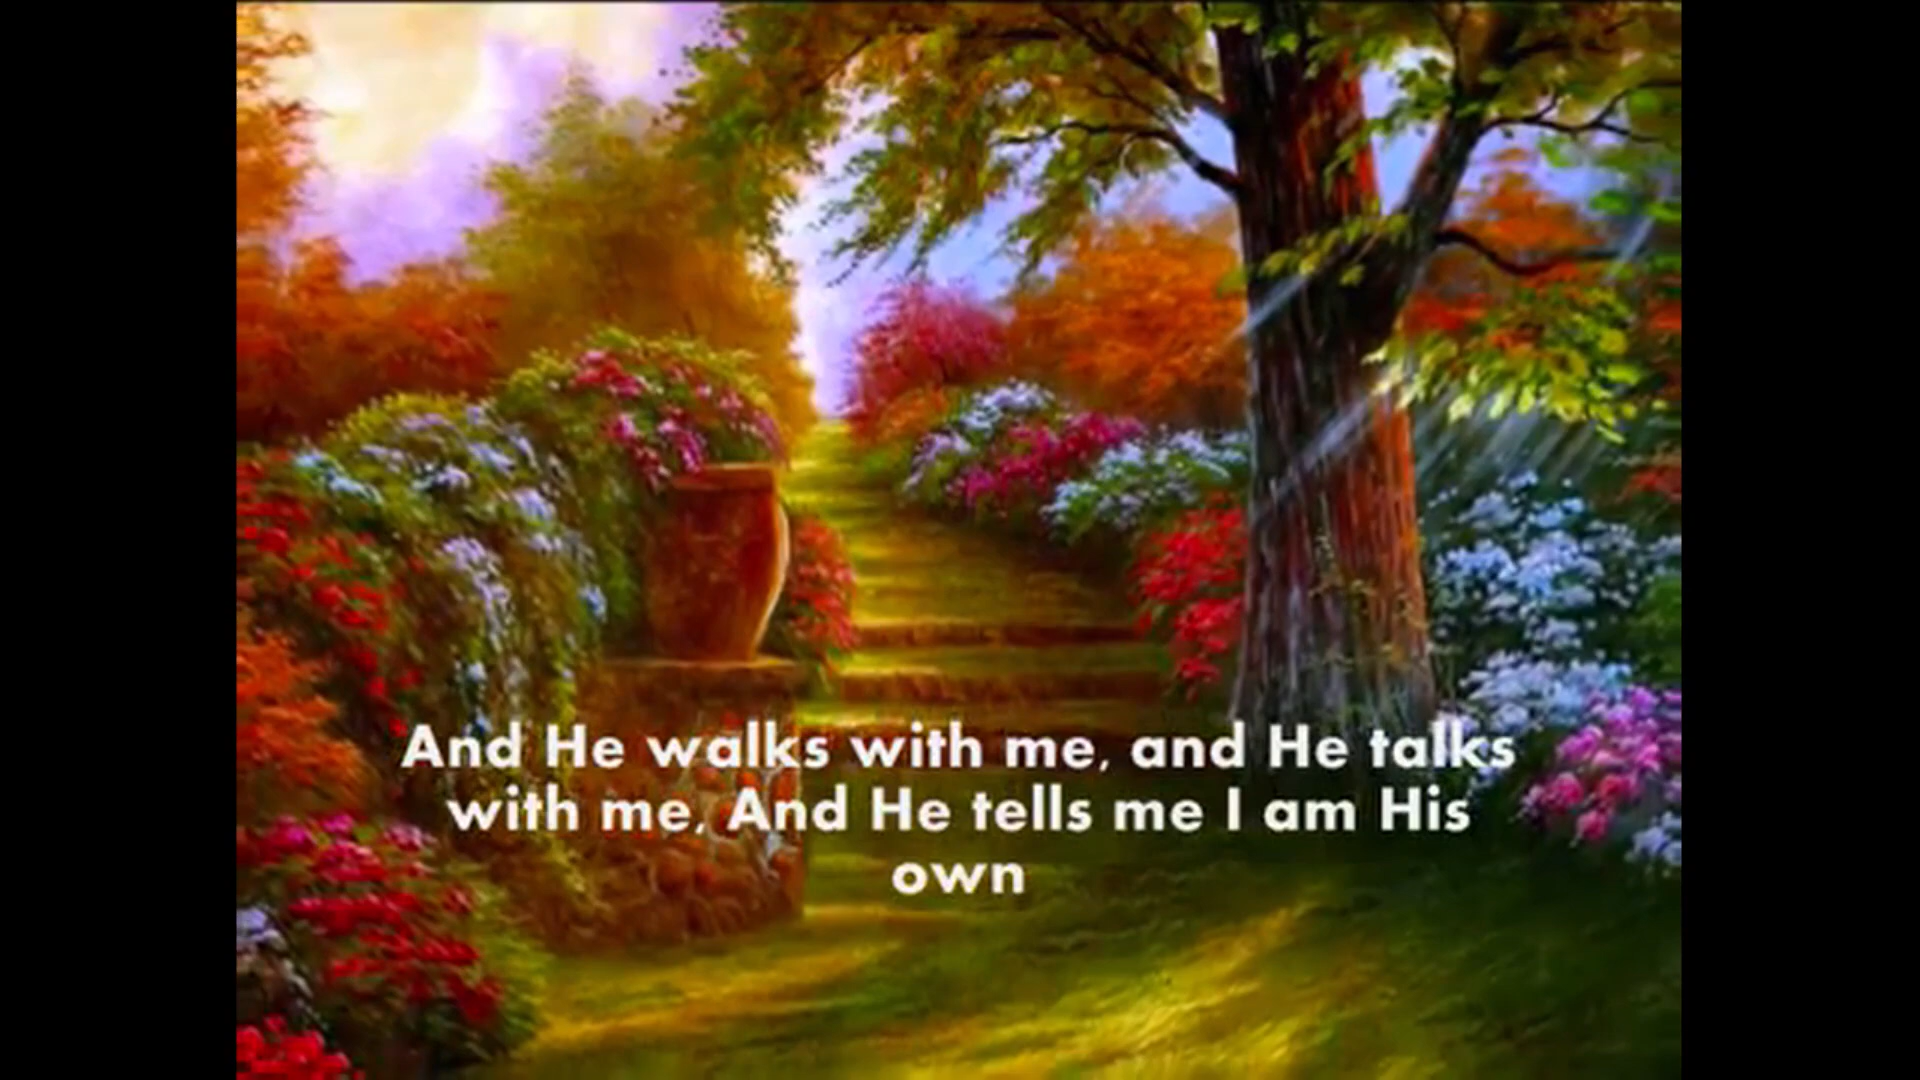 And He walks with me, and He talks
with me, And He tells me I am His
own